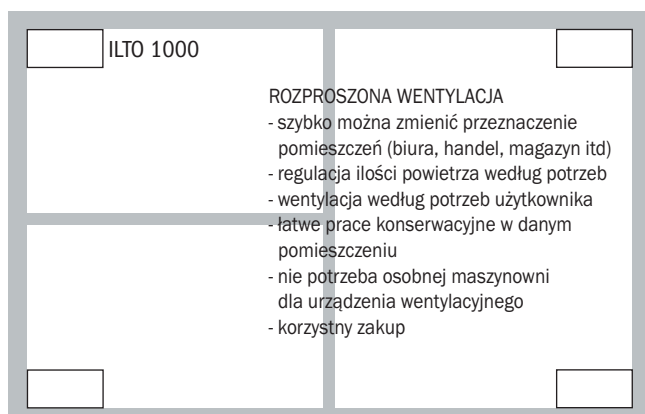 ILTO 1000
ROZPROSZONA WENTYLACJA
- szybko można zmienić przeznaczenie
pomieszczeń (biura, handel, magazyn itd)
- regulacja ilości powietrza według potrzeb
- wentylacja według potrzeb użytkownika
- łatwe prace konserwacyjne w danym
pomieszczeniu
- nie potrzeba osobnej maszynowni
dla urządzenia wentylacyjnego
- korzystny zakup